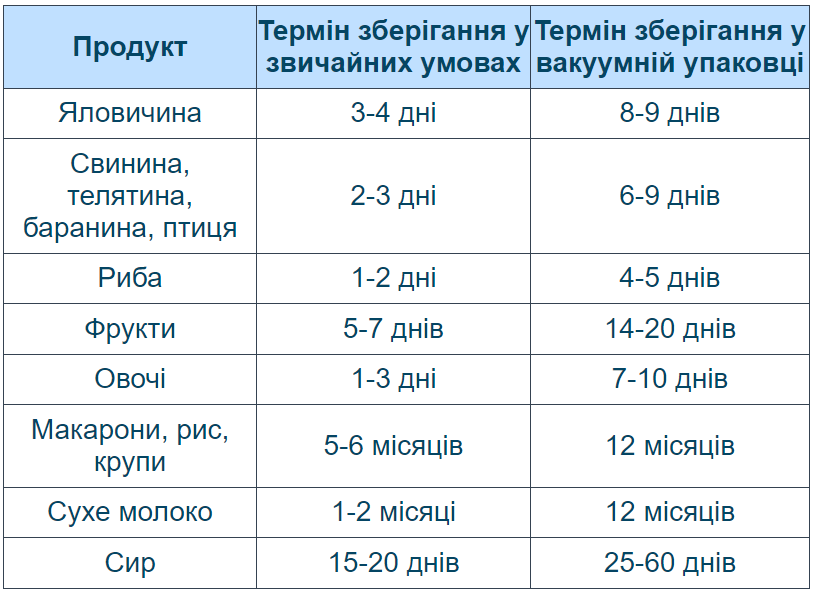 Продукт
Термін зберігання у
звичайних умовах
Термін зберігання у
вакуумній упаковці
Яловичина
3-4 дні
8-9 днів
Свинина,
телятина,
баранина, птиця
2-3 дні
6-9 днів
Риба
1-2 дні
4-5 днів
Фрукти
5-7 днів
14-20 днів
Овочі
1-3 дні
7-10 днів
Макарони, рис,
крупи
5-6 місяців
12 місяців
Сухе молоко
1-2 місяці
12 місяців
Сир
15-20 днів
25-60 днів